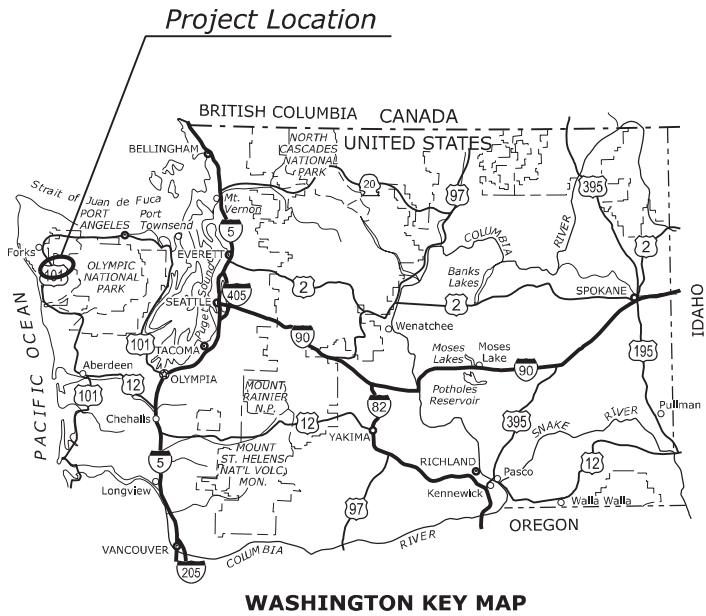 Project Location
BRITISH COLUMBIA CANADA
UNITED STATES
BELLINGHAM
NORTH
CASCADES
NATIONAL
PARK
20
97
395
Strait of Juan de Fuca
Mt.
Vernon
PORT
ANGELES
Port
Townsend
5
COLUMBIA
RIVER
2
Forks
EVERETT
101
OLYMPIC
NATIONAL
PARK
Puget Sound
2
Banks
Lakes
2
SPOKANE
IDAHO
SEATTLE
405
PACIFIC OCEAN
101
TACOMA
90
Wenatchee
Moses
Lakes
Moses
Lake
90
195
Aberdeen
OLYMPIA
101
12
MOUNT
RAINIER
N.P.
82
Potholes
Reservoir
Chehalls
12
YAKIMA
395
SNAKE
RIVER
Pullman
MOUNT
ST. HELENS
NAT'L VOLC.
MON.
5
RICHLAND
Pasco
12
Longview
Kennewick
Walla Walla
97
OREGON
VANCOUVER
COLUMBIA
RIVER
205
WASHINGTON KEY MAP